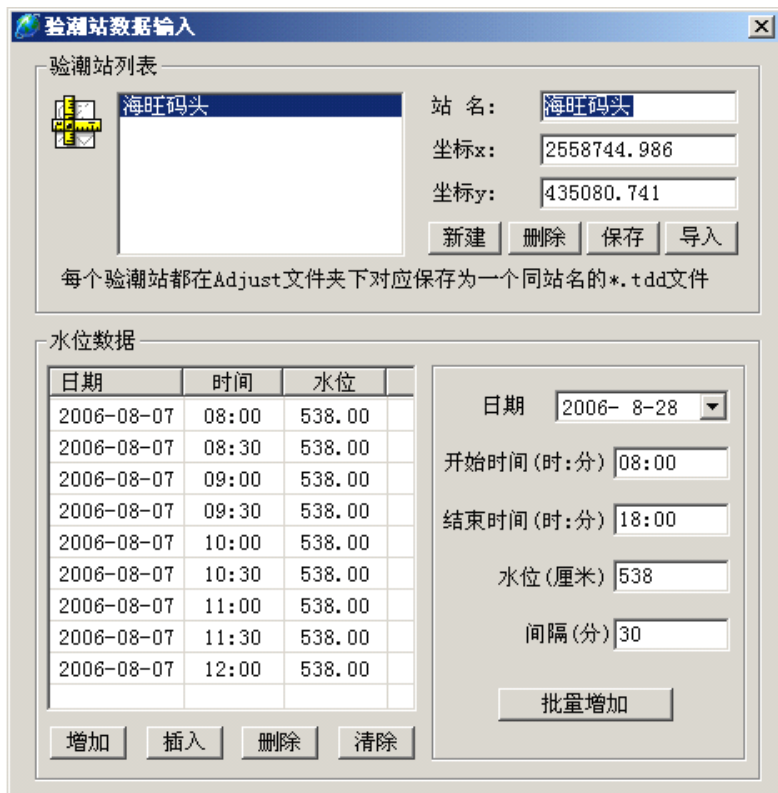 验潮站数据输入
验潮站列表
海旺码头
站 名: 海旺码头
坐标x: 2558744.986
坐标y: 435080.741
新建 删除 保存 导入
每个验潮站都在Adjust文件夹下对应保存为一个同站名的*.tdd文件
水位数据
日期 时间 水位
2006-08-07 08:00 538.00
2006-08-07 08:30 538.00
2006-08-07 09:00 538.00
2006-08-07 09:30 538.00
2006-08-07 10:00 538.00
2006-08-07 10:30 538.00
2006-08-07 11:00 538.00
2006-08-07 11:30 538.00
2006-08-07 12:00 538.00
增加 插入 删除 清除
日期 2006- 8-28
开始时间(时:分) 08:00
结束时间(时:分) 18:00
水位(厘米) 538
间隔(分) 30
批量增加